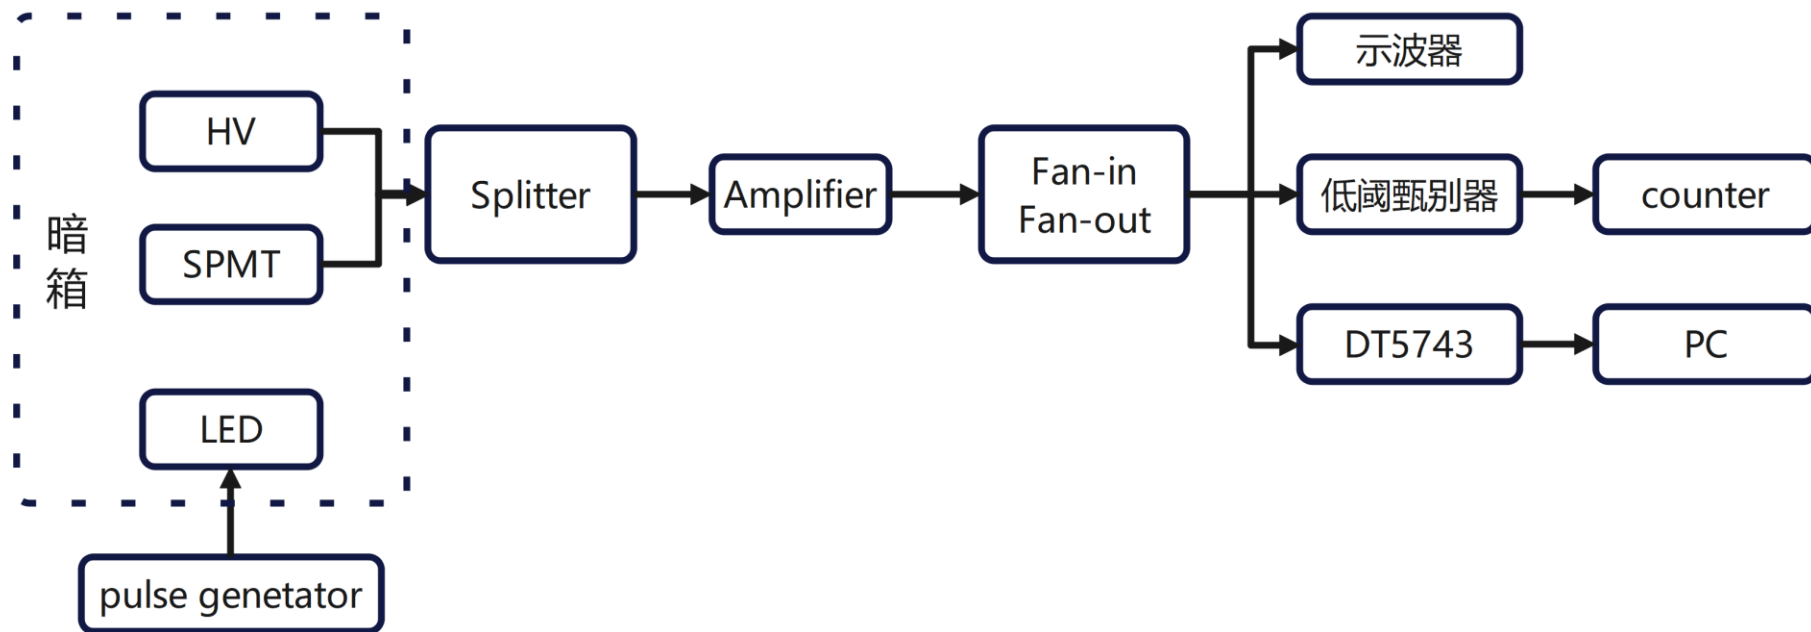 暗
箱
HV
SPMT
LED
pulse genetator
Splitter
Amplifier
Fan-in
Fan-out
示波器
低阈甄别器
counter
DT5743
PC